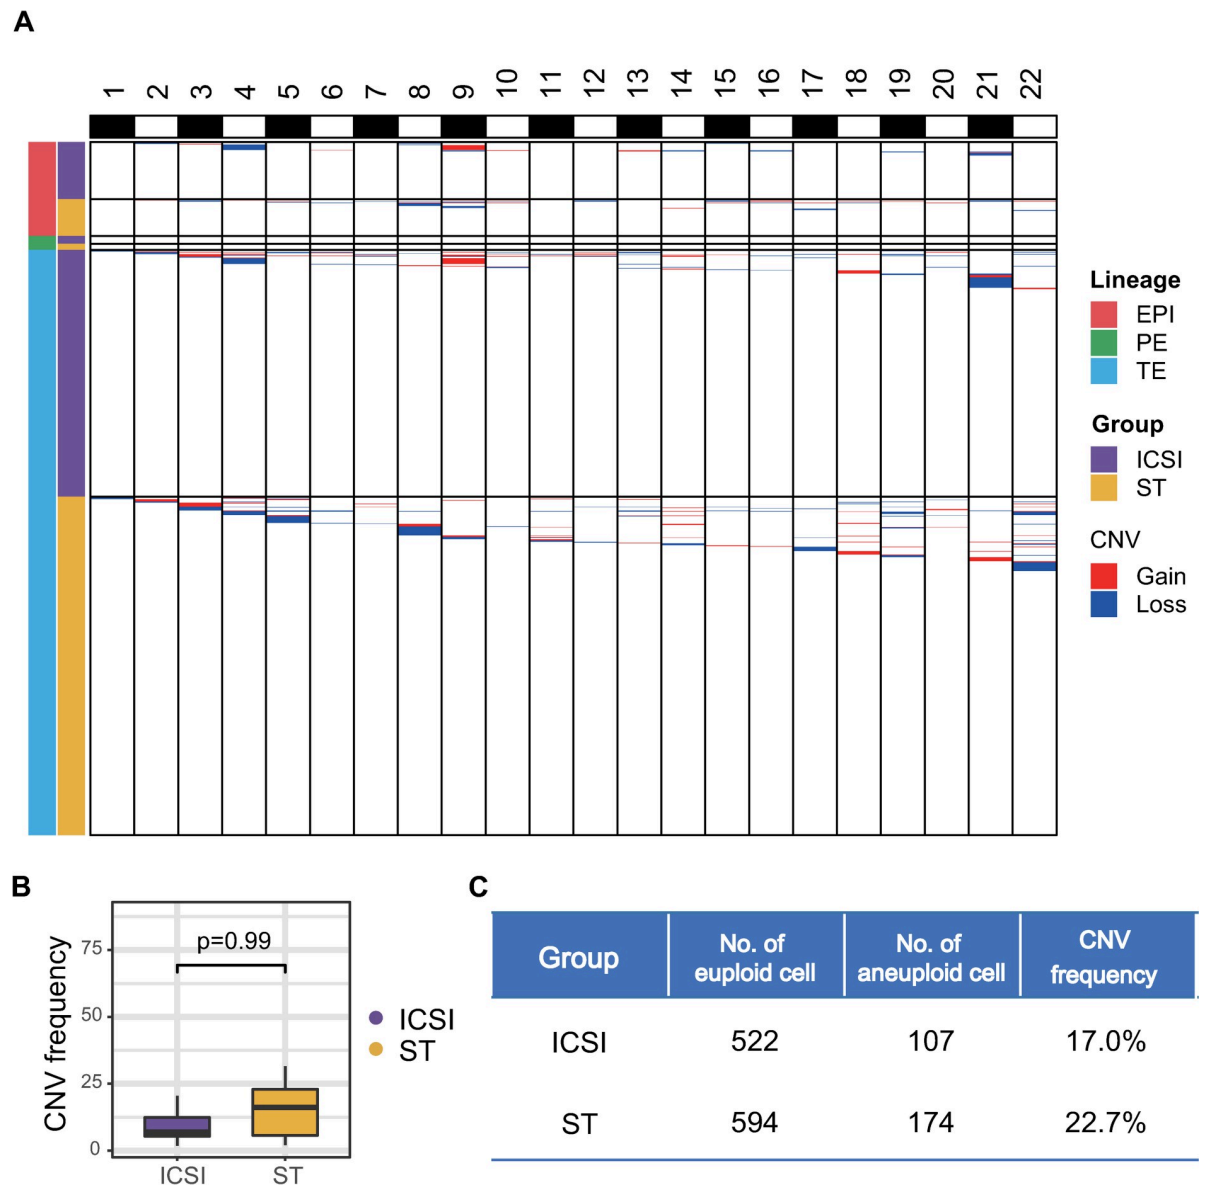 A
1 2 3 4 5 6 7 8 9 10 11 12 13 14 15 16 17 18 19 20 21 22
Lineage
EPI
PE
TE
Group
ICSI
ST
CNV
Gain
Loss
B
CNV frequency
75
50
25
0
p=0.99
ICSI
ST
ICSI
ST
C
Group
No. of
euploid cell
No. of
aneuploid cell
CNV
frequency
ICSI 522 107 17.0%
ST 594 174 22.7%